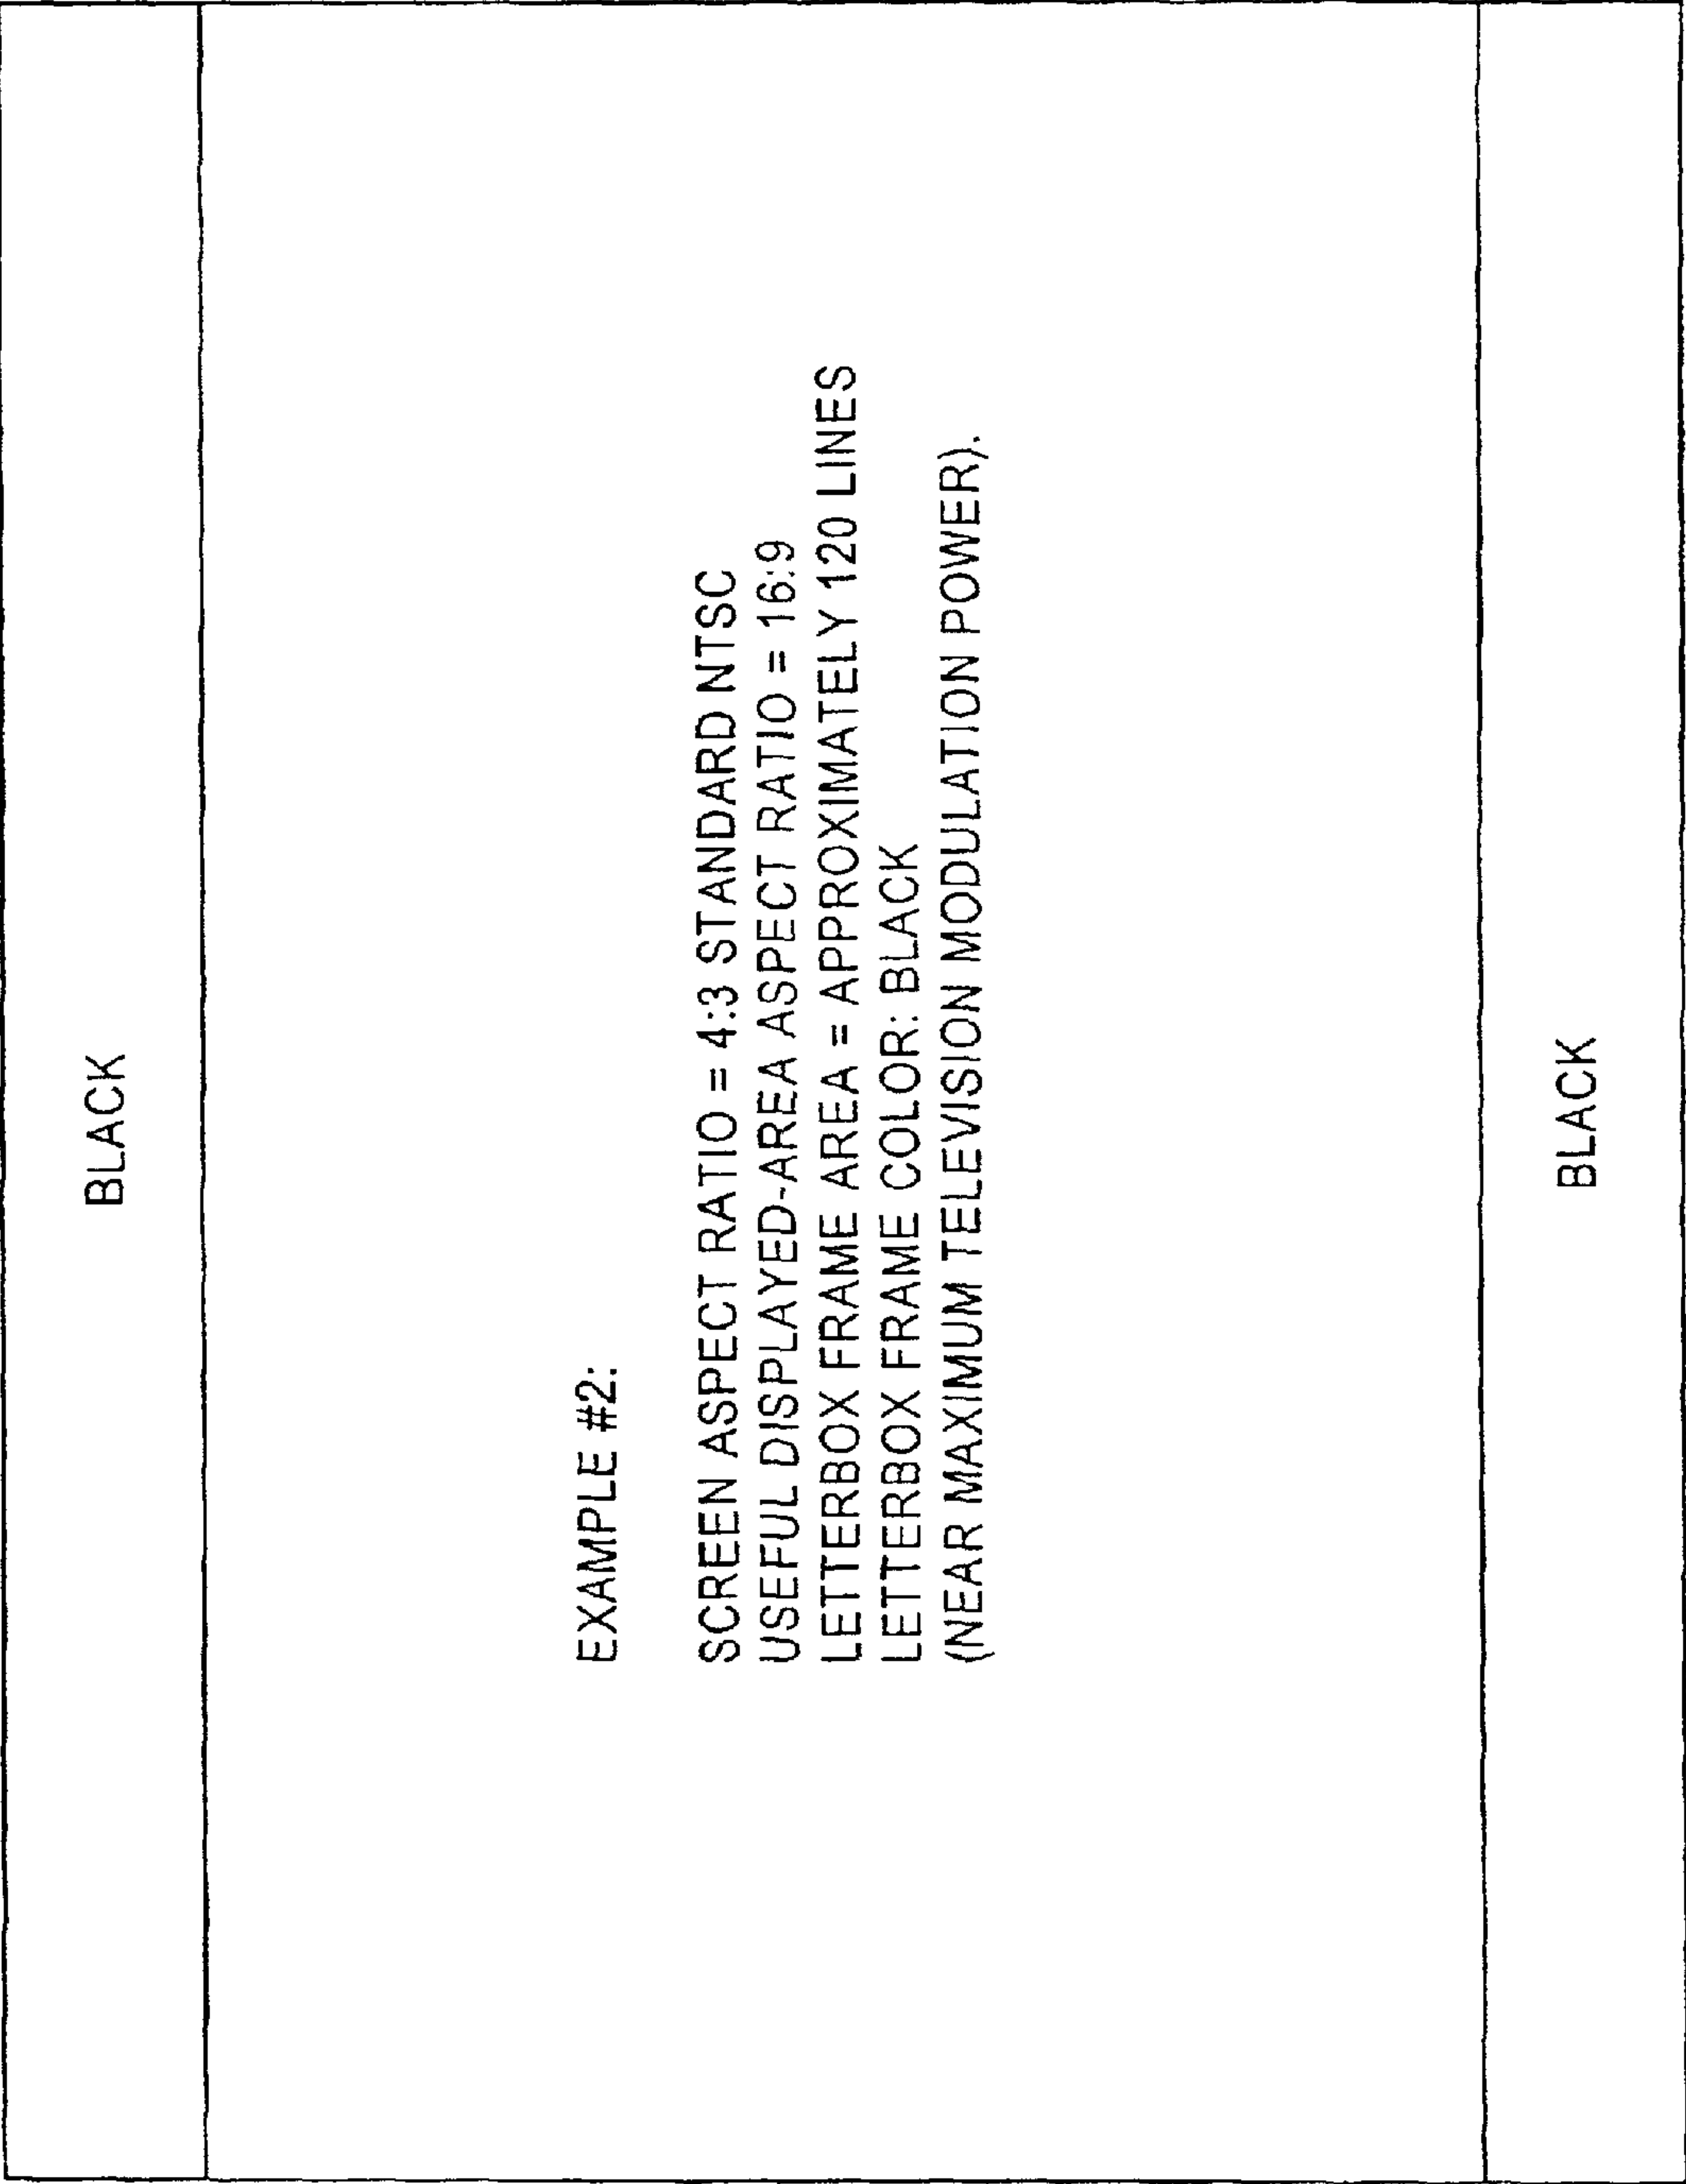 BLACK
EXAMPLE #2:
SCREEN ASPECT RATIO = 4:3 STANDARD NTSC
USEFUL DISPLAYED-AREA ASPECT RATIO = 16:9
LETTERBOX FRAME AREA = APPROXIMATELY 120 LINES
LETTERBOX FRAME COLOR: BLACK
(NEAR MAXIMUM TELEVISION MODULATION POWER).
BLACK